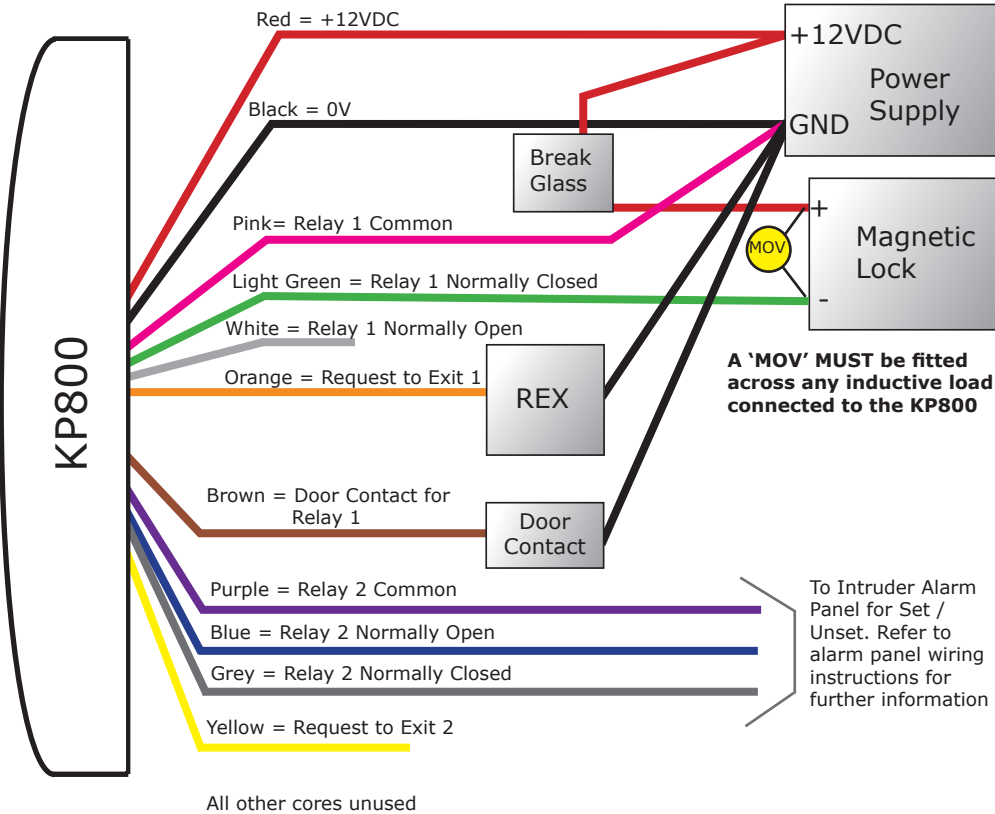 Red = +12VDC
+12VDC
Power
Supply
Black = 0V
GND
Break
Glass
Pink= Relay 1 Common
+
MOV
Magnetic
Lock
-
Light Green = Relay 1 Normally Closed
White = Relay 1 Normally Open
A ‘MOV’ MUST be fitted
across any inductive load
connected to the KP800
Orange = Request to Exit 1
REX
KP800
Brown = Door Contact for
Relay 1
Door
Contact
Purple = Relay 2 Common
Blue = Relay 2 Normally Open
Grey = Relay 2 Normally Closed
To Intruder Alarm
Panel for Set /
Unset. Refer to
alarm panel wiring
instructions for
further information
Yellow = Request to Exit 2
All other cores unused